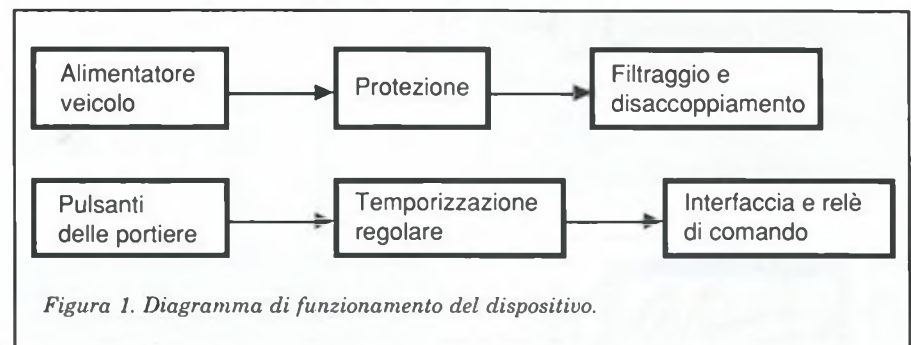 Alimentatore
veicolo
Protezione
Filtraggio e
disaccoppiamento
Pulsanti
delle portiere
Temporizzazione
regolare
Interfaccia e relè
di comando
Figura 1. Diagramma di funzionamento del dispositivo.